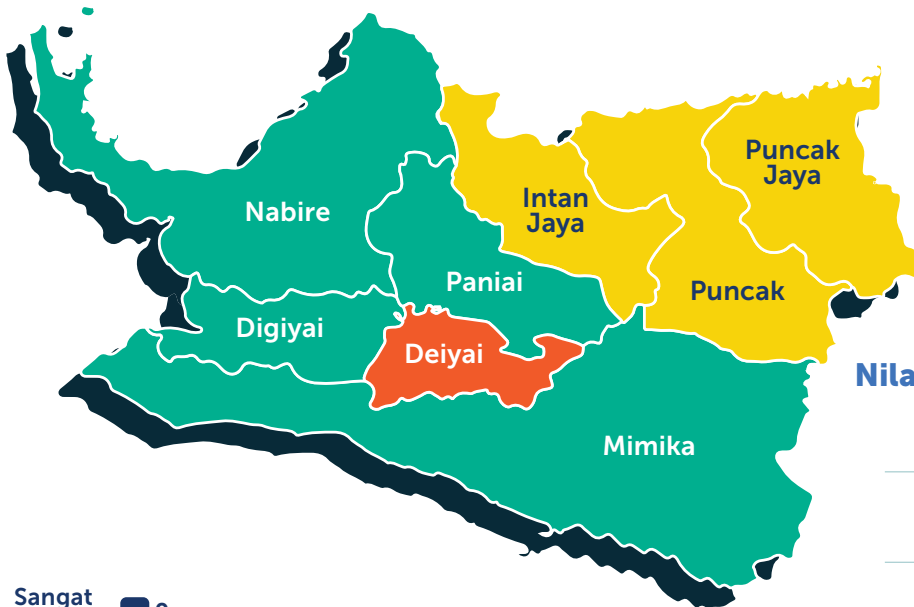 Puncak
Jaya
Intan
Jaya
Nabire
Paniai
Puncak
Digiyai
Deiyai
Nila
Mimika
Sangat